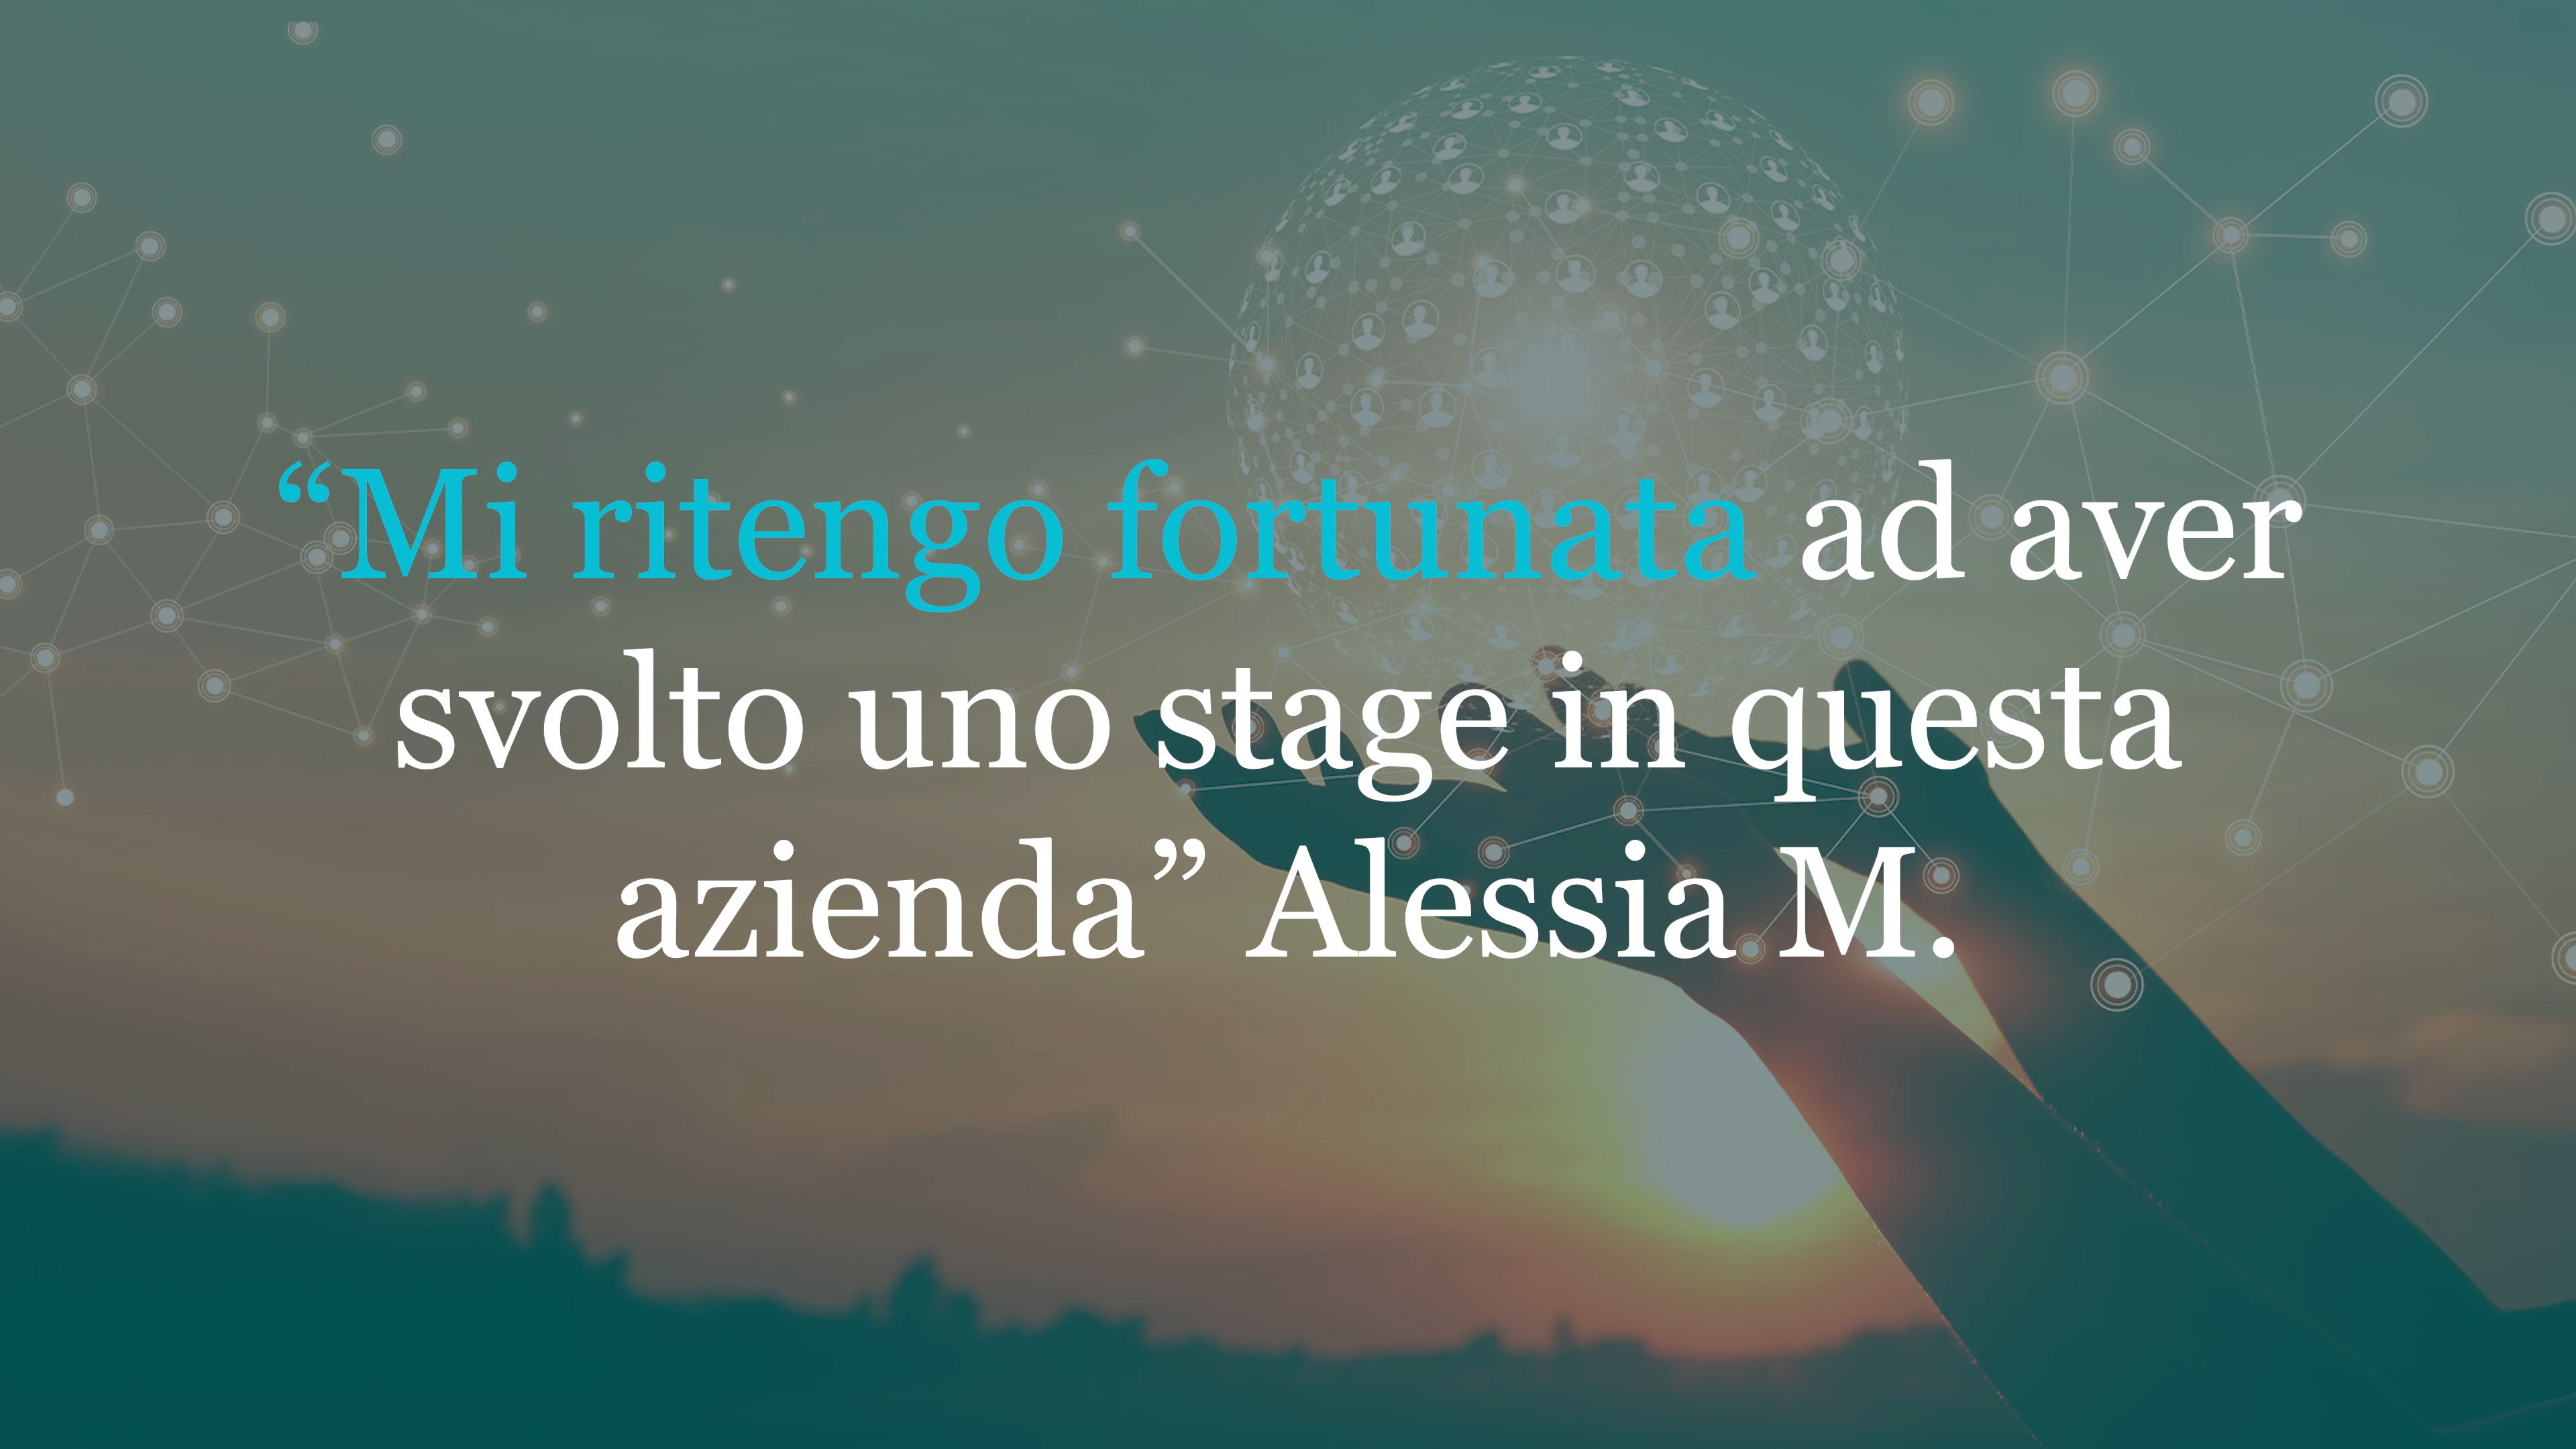 “Mi ritengo fortunata ad aver
svolto uno stage in questa
azienda” Alessia M.